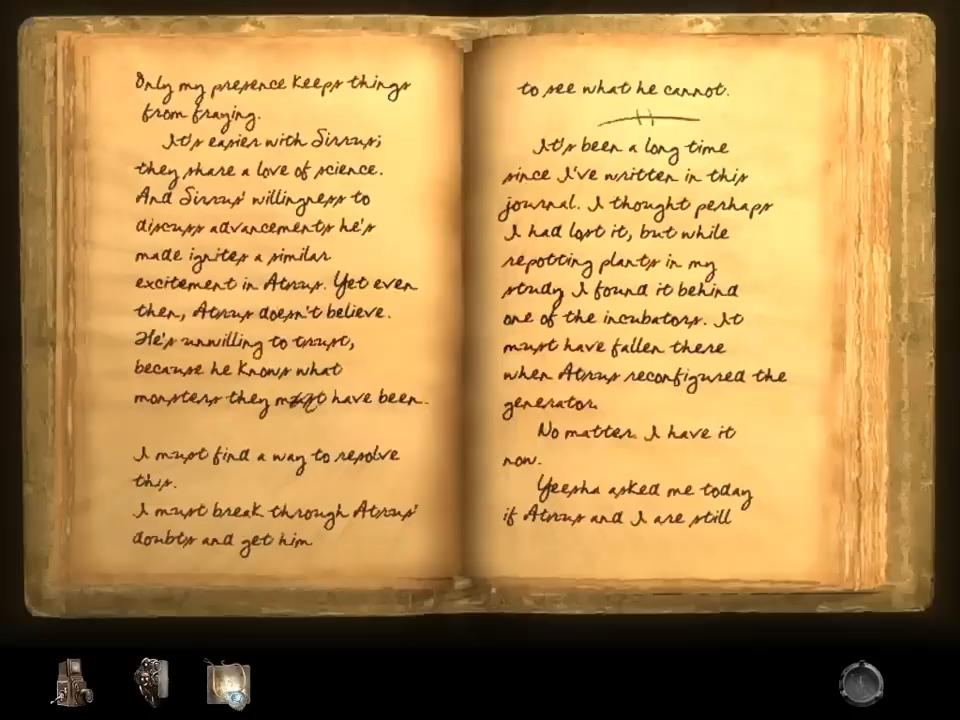 Only my presence keeps things
from fraying.
It's easier with Sirrus;
they share a love of science.
And Sirrus' willingness to
discuss advancements he's
made ignites a similar
excitement in Atrus. Yet even
then, Atrus doesn't believe.
He's unwilling to trust,
because he knows what
monsters they must have been.
I must find a way to resolve
this.
I must break through Atrus'
doubts and get him
to see what he cannot.
It's been a long time
since I've written in this
journal. I thought perhaps
I had lost it, but while
repotting plants in my
study I found it behind
one of the incubators. It
must have fallen there
when Atrus reconfigured the
generator.
No matter. I have it
now.
Yeesha asked me today
if Atrus and I are still